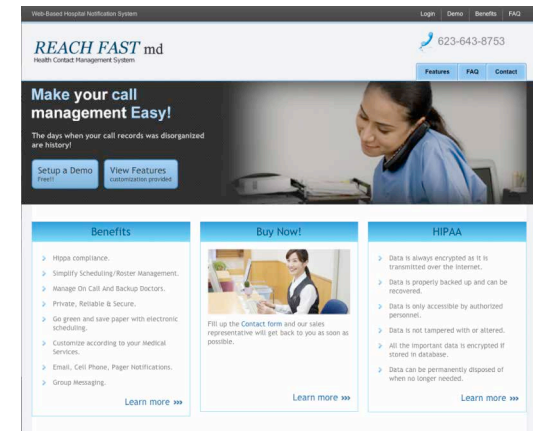 Web-Based Hospital Notification System
Login Demo Benefits FAQ
REACH FAST md
Health Contact Management System
623-643-8753
Features FAQ Contact
Make your call
management Easy!
The days when your call records was disorganized
are history!
Setup a Demo
Free!!
View Features
customization provided
Benefits
Hippa compliance.
Simplify Scheduling/Roster Management.
Manage On Call And Backup Doctors.
Private, Reliable & Secure.
Go green and save paper with electronic
scheduling.
Customize according to your Medical
Services.
Email, Cell Phone, Pager Notifications.
Group Messaging.
Learn more »»
Buy Now!
Fill up the Contact form and our sales
representative will get back to you as soon as
possible.
Learn more »»
HIPAA
Data is always encrypted as it is
transmitted over the Internet.
Data is properly backed up and can be
recovered.
Data is only accessible by authorized
personnel.
Data is not tampered with or altered.
All the important data is encrypted if
stored in database.
Data can be permanently disposed of
when no longer needed.
Learn more »»